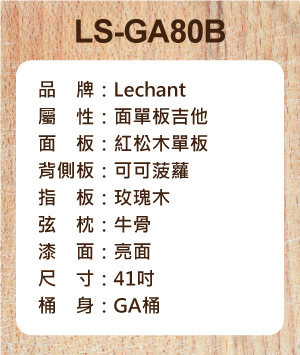 LS-GA80B
品　牌：Lechant
屬　性：面單板吉他
面　板：紅松木單板
背側板：可可菠蘿
指　板：玫瑰木
弦　枕：牛骨
漆　面：亮面
尺　寸：41吋
桶　身：GA桶